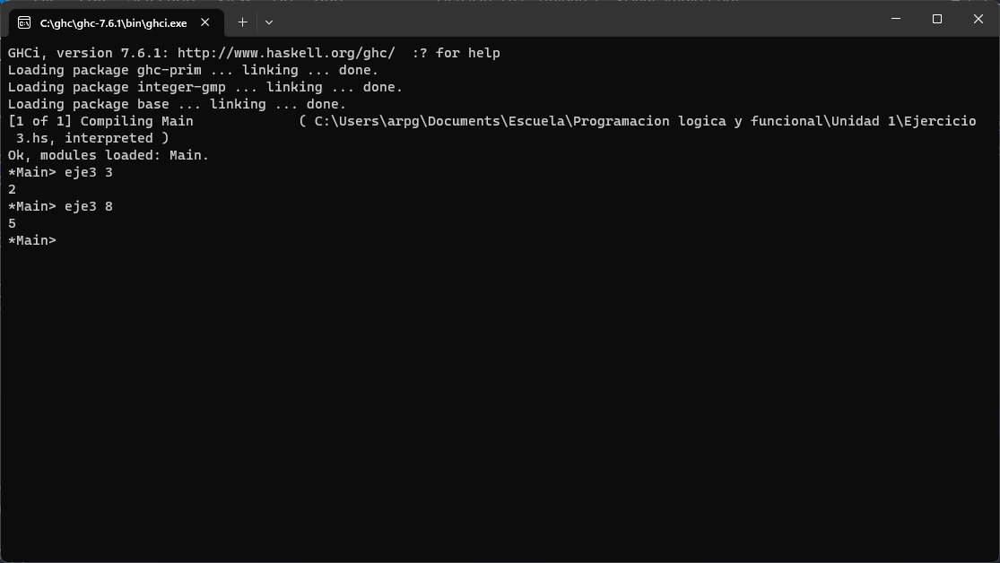 C:\ghc\ghc-7.6.1\bin\ghci.exe
GHCi, version 7.6.1: http://www.haskell.org/ghc/  :? for help
Loading package ghc-prim ... linking ... done.
Loading package integer-gmp ... linking ... done.
Loading package base ... linking ... done.
[1 of 1] Compiling Main             ( C:\Users\arpg\Documents\Escuela\Programacion logica y funcional\Unidad 1\Ejercicio
 3.hs, interpreted )
Ok, modules loaded: Main.
*Main> eje3 3
2
*Main> eje3 8
5
*Main>